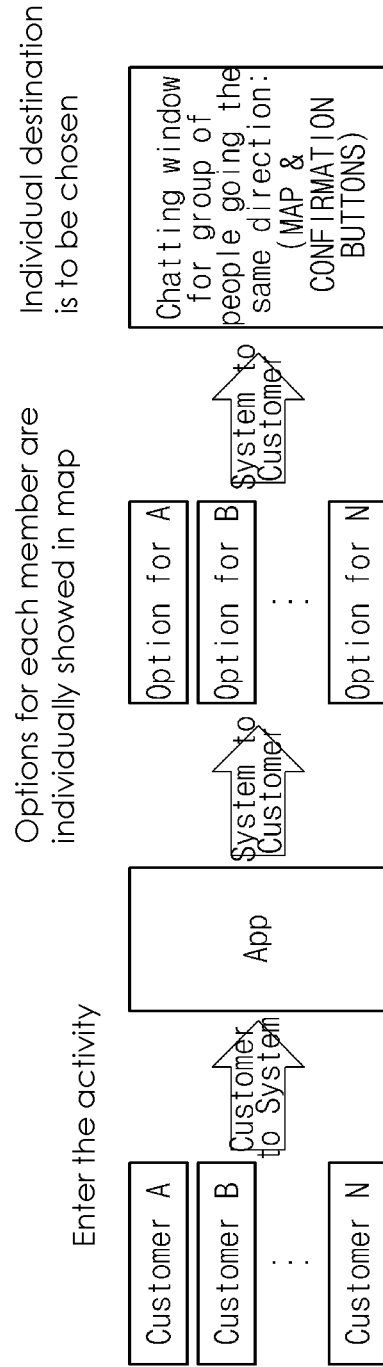 Enter the activity
Options for each member are
individually showed in map
Individual destination
is to be chosen
Customer A
Customer B
...
Customer N
Customer
to System
App
System to
Customer
Option for A
Option for B
...
Option for N
System to
Customer
Chatting window
for group of
people going the
same direction:
(MAP &
CONFIRMATION
BUTTONS)